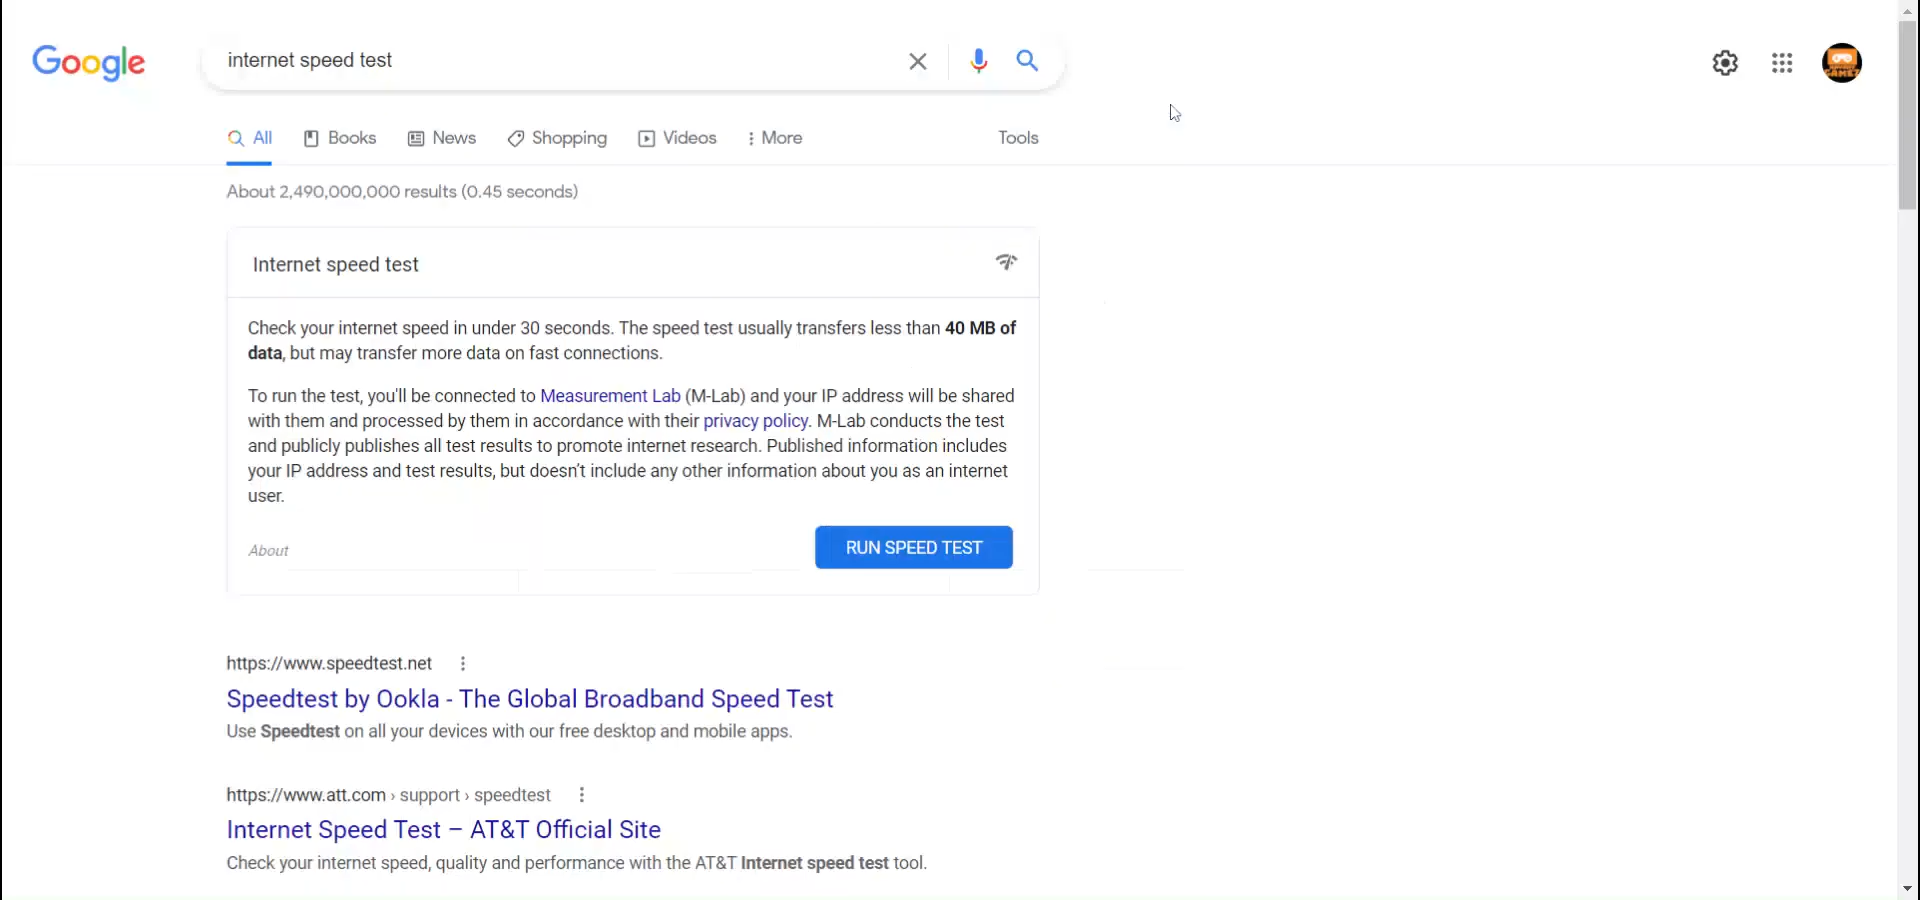 Google
internet speed test
All
Books
News
Shopping
Videos
More
Tools
About 2,490,000,000 results (0.45 seconds)
Internet speed test
Check your internet speed in under 30 seconds. The speed test usually transfers less than 40 MB of
data, but may transfer more data on fast connections.
To run the test, you'll be connected to Measurement Lab (M-Lab) and your IP address will be shared
with them and processed by them in accordance with their privacy policy. M-Lab conducts the test
and publicly publishes all test results to promote internet research. Published information includes
your IP address and test results, but doesn't include any other information about you as an internet
user.
About
RUN SPEED TEST
https://www.speedtest.net
Speedtest by Ookla - The Global Broadband Speed Test
Use Speedtest on all your devices with our free desktop and mobile apps.
https://www.att.com › support › speedtest
Internet Speed Test – AT&T Official Site
Check your internet speed, quality and performance with the AT&T Internet speed test tool.